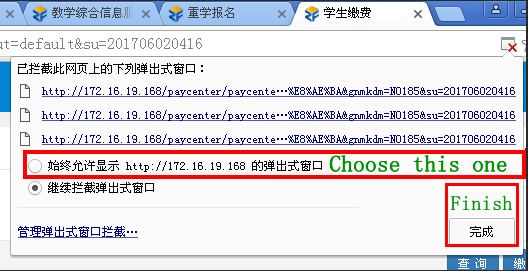 教学综合信息服
重学报名
学生缴费
ut=default&su=201706020416
已拦截此网页上的下列弹出式窗口：
http://172.16.19.168/paycenter/paycente…%E8%AE%BA&gnmkdm=N0185&su=201706020416
http://172.16.19.168/paycenter/paycente…%E8%AE%BA&gnmkdm=N0185&su=201706020416
http://172.16.19.168/paycenter/paycente…%E8%AE%BA&gnmkdm=N0185&su=201706020416
始终允许显示 http://172.16.19.168 的弹出式窗口 Choose this one
继续拦截弹出式窗口
Finish
管理弹出式窗口拦截… 完成
查 询 缴